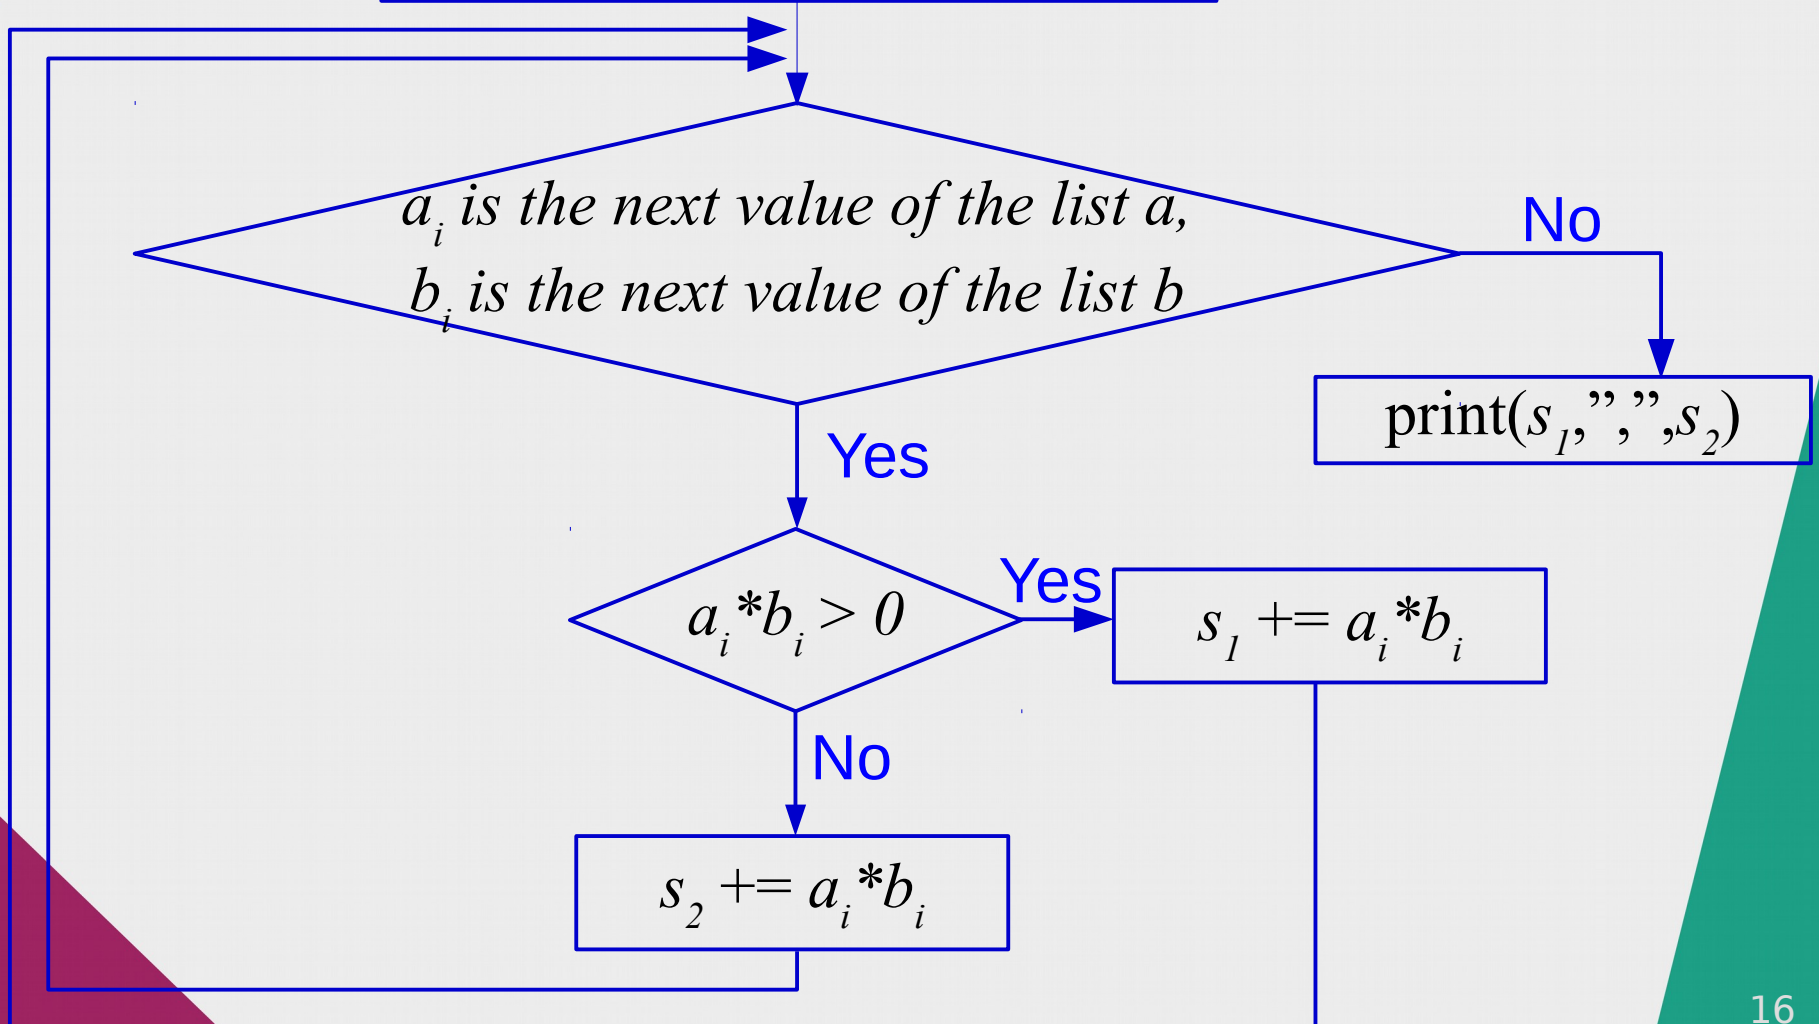 a_i is the next value of the list a,
b_i is the next value of the list b
No
print(s_1,”,”,s_2)
Yes
a_i*b_i > 0
Yes
s_1 += a_i*b_i
No
s_2 += a_i*b_i
16